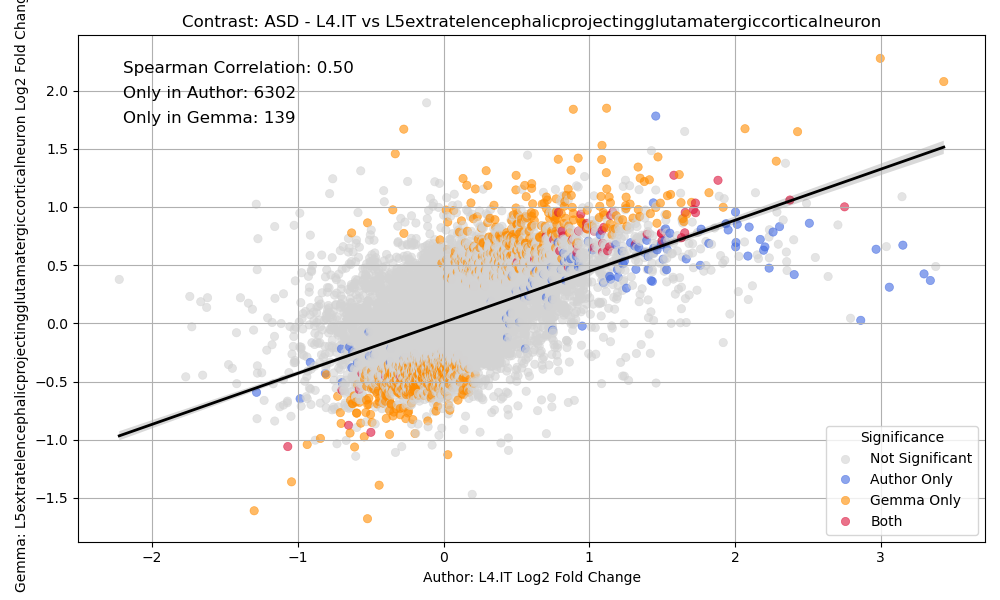 Contrast: ASD - L4.IT vs L5extratelencephalicprojectingglutamatergiccorticalneuron
Gemma: L5extratelencephalicprojectingglutamatergiccorticalneuron Log2 Fold Chang
Spearman Correlation: 0.50
Only in Author: 6302
Only in Gemma: 139
2.0
1.5
1.0
0.5
0.0
−0.5
−1.0
−1.5
Significance
Not Significant
Author Only
Gemma Only
Both
−2 −1 0 1 2 3
Author: L4.IT Log2 Fold Change